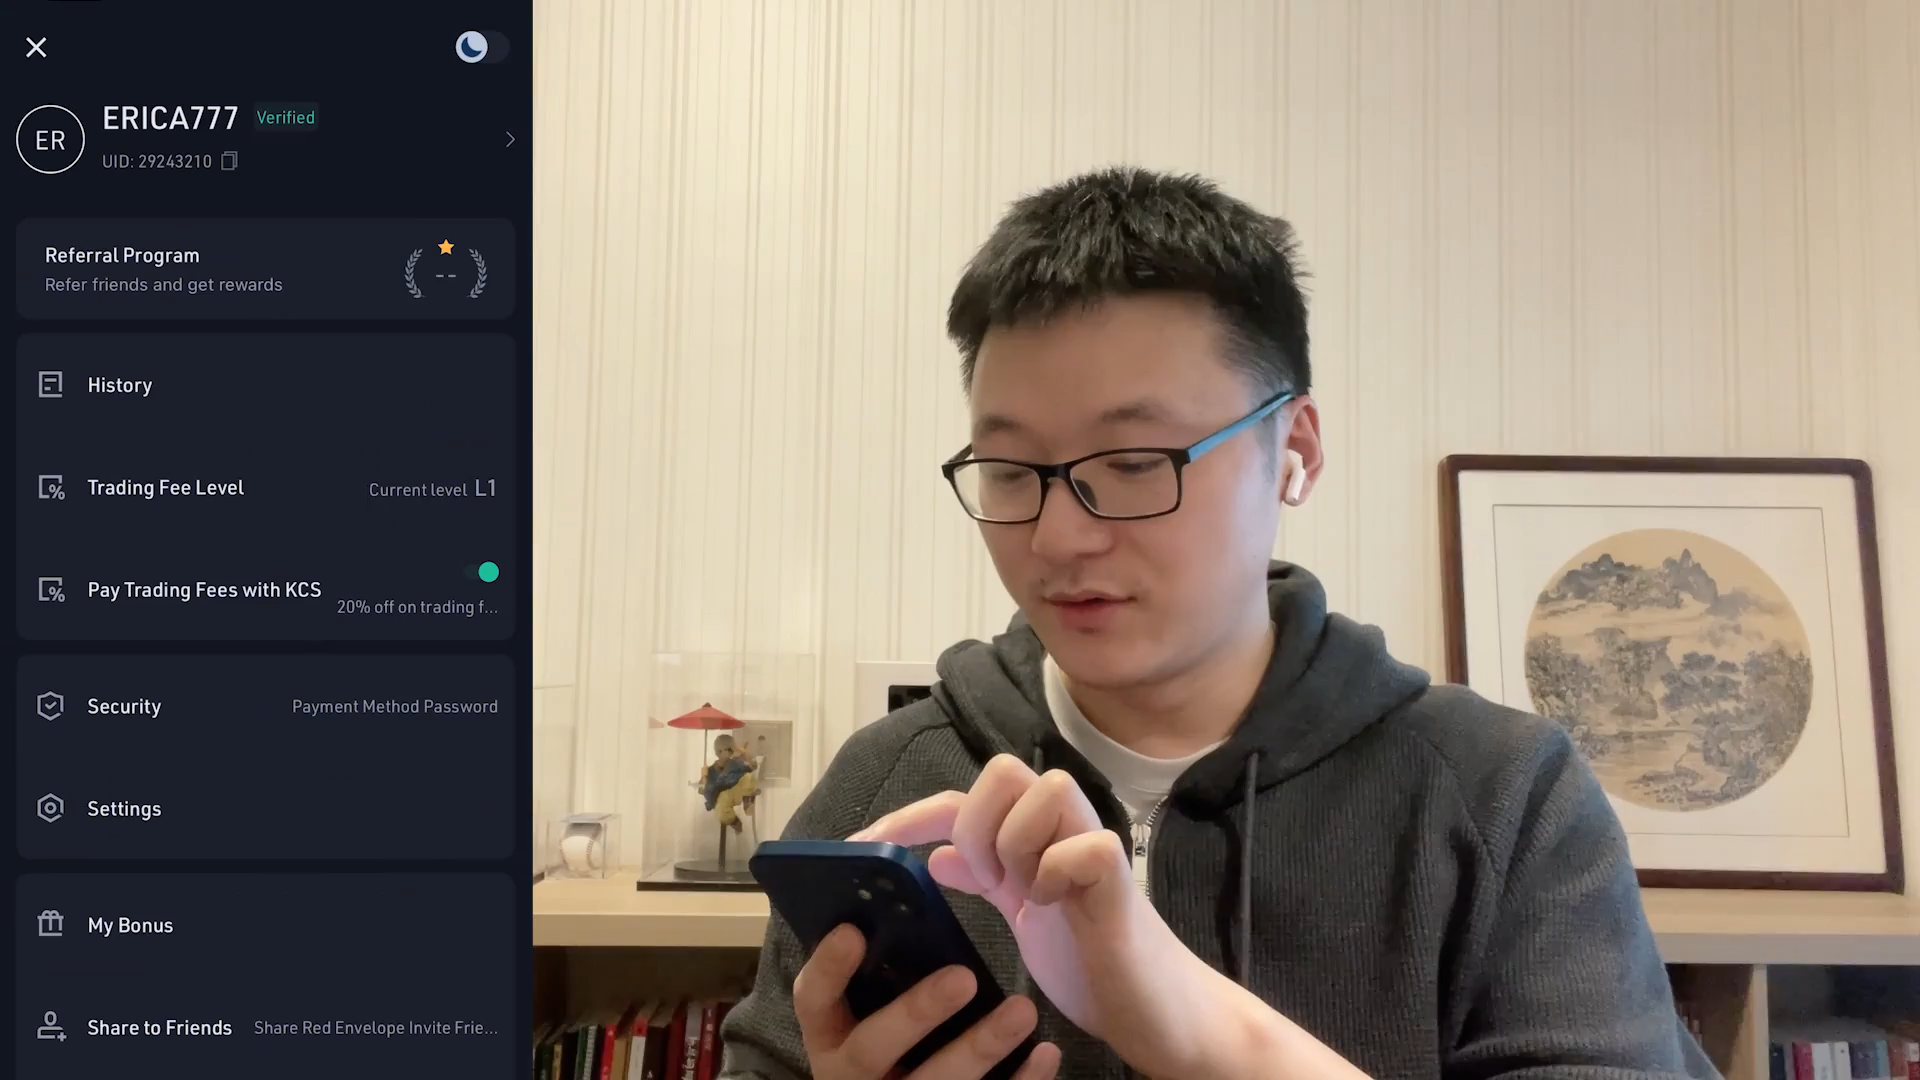 ERICA777 Verified
ER
UID: 29243210
Referral Program
Refer friends and get rewards
--
History
Trading Fee Level Current level L1
Pay Trading Fees with KCS
20% off on trading f...
Security Payment Method Password
Settings
My Bonus
Share to Friends Share Red Envelope Invite Frie...